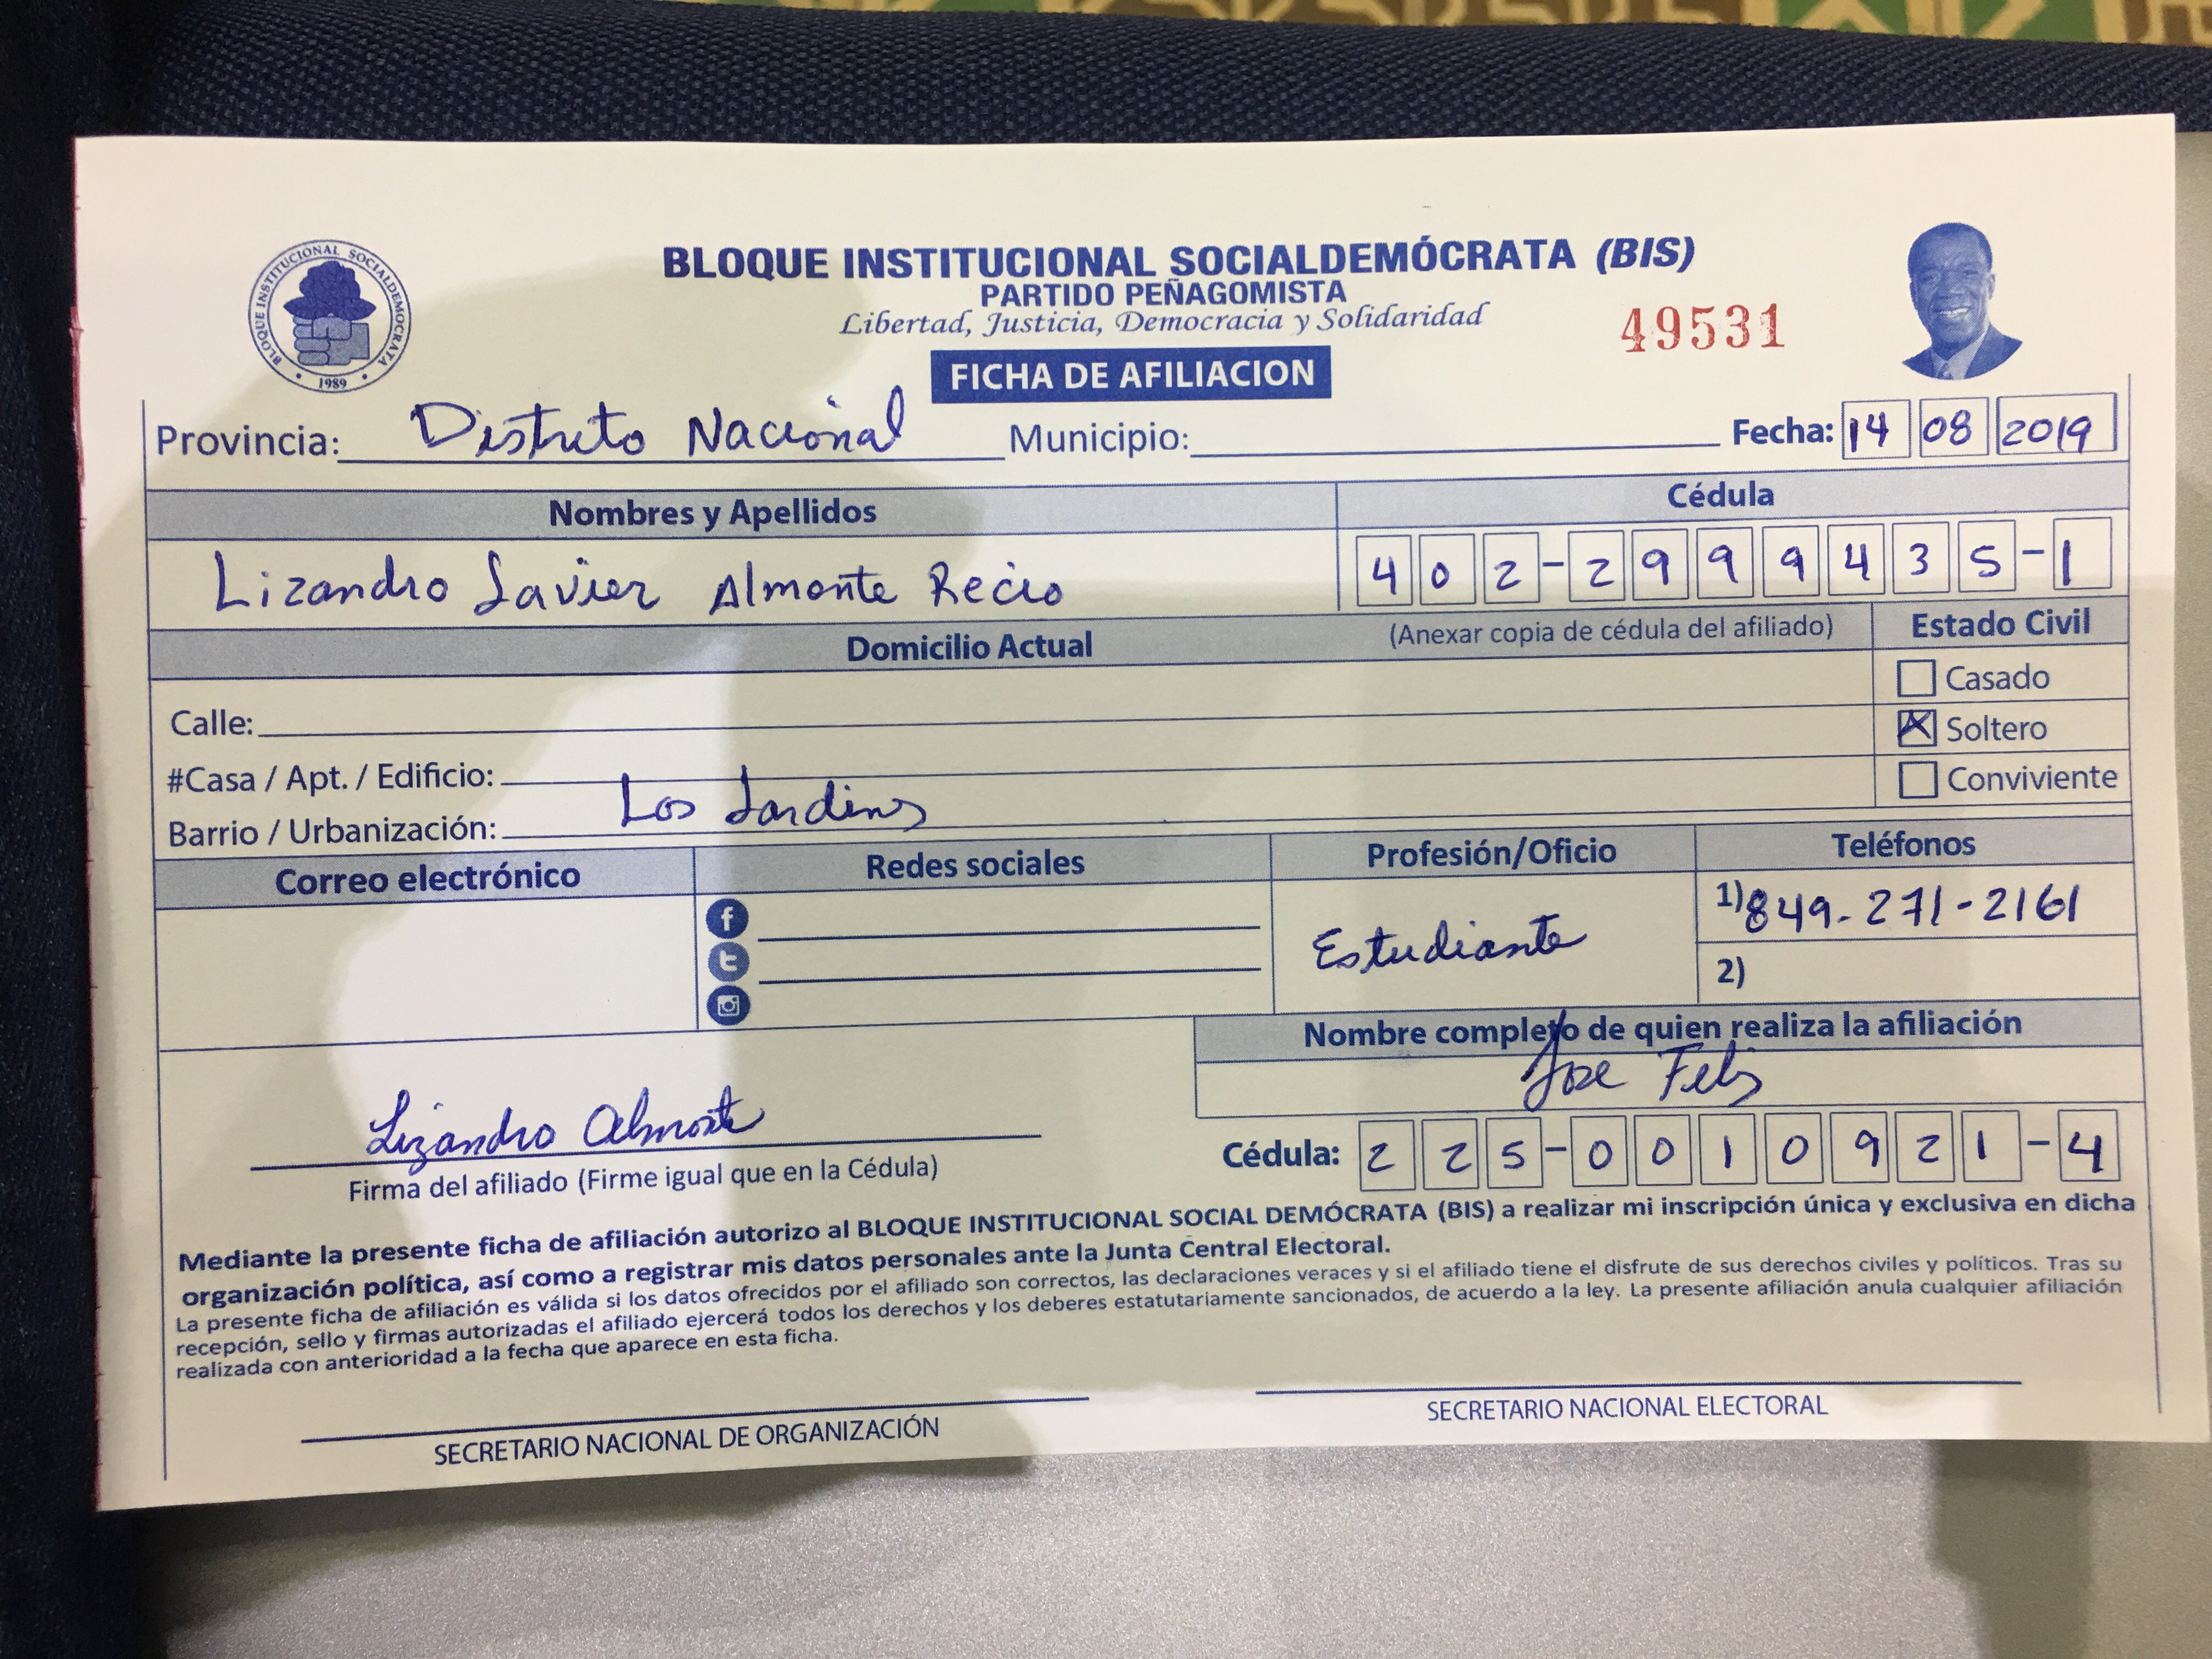 BLOQUE INSTITUCIONAL SOCIALDEMOCRATA
1989
BLOQUE INSTITUCIONAL SOCIALDEMÓCRATA (BIS)
PARTIDO PEÑAGOMISTA
Libertad, Justicia, Democracia y Solidaridad
49531
FICHA DE AFILIACION
Provincia: Distrito Nacional Municipio: Fecha: 14 08 2019
Nombres y Apellidos Cédula
Lizandro Javier Almonte Recio 402-2999435-1
Domicilio Actual (Anexar copia de cédula del afiliado) Estado Civil
Casado
Calle: Soltero
#Casa / Apt. / Edificio: Conviviente
Barrio / Urbanización: Los Jardines
Correo electrónico Redes sociales Profesión/Oficio Teléfonos
f
t
Estudiante
1) 849-271-2161
2)
Nombre completo de quien realiza la afiliación
Jose Feliz
Lizandro Almonte
Firma del afiliado (Firme igual que en la Cédula)
Cédula: 225-0010921-4
Mediante la presente ficha de afiliación autorizo al BLOQUE INSTITUCIONAL SOCIAL DEMÓCRATA (BIS) a realizar mi inscripción única y exclusiva en dicha
organización política, así como a registrar mis datos personales ante la Junta Central Electoral.
La presente ficha de afiliación es válida si los datos ofrecidos por el afiliado son correctos, las declaraciones veraces y si el afiliado tiene el disfrute de sus derechos civiles y políticos. Tras su
recepción, sello y firmas autorizadas el afiliado ejercerá todos los derechos y los deberes estatutariamente sancionados, de acuerdo a la ley. La presente afiliación anula cualquier afiliación
realizada con anterioridad a la fecha que aparece en esta ficha.
SECRETARIO NACIONAL DE ORGANIZACIÓN
SECRETARIO NACIONAL ELECTORAL